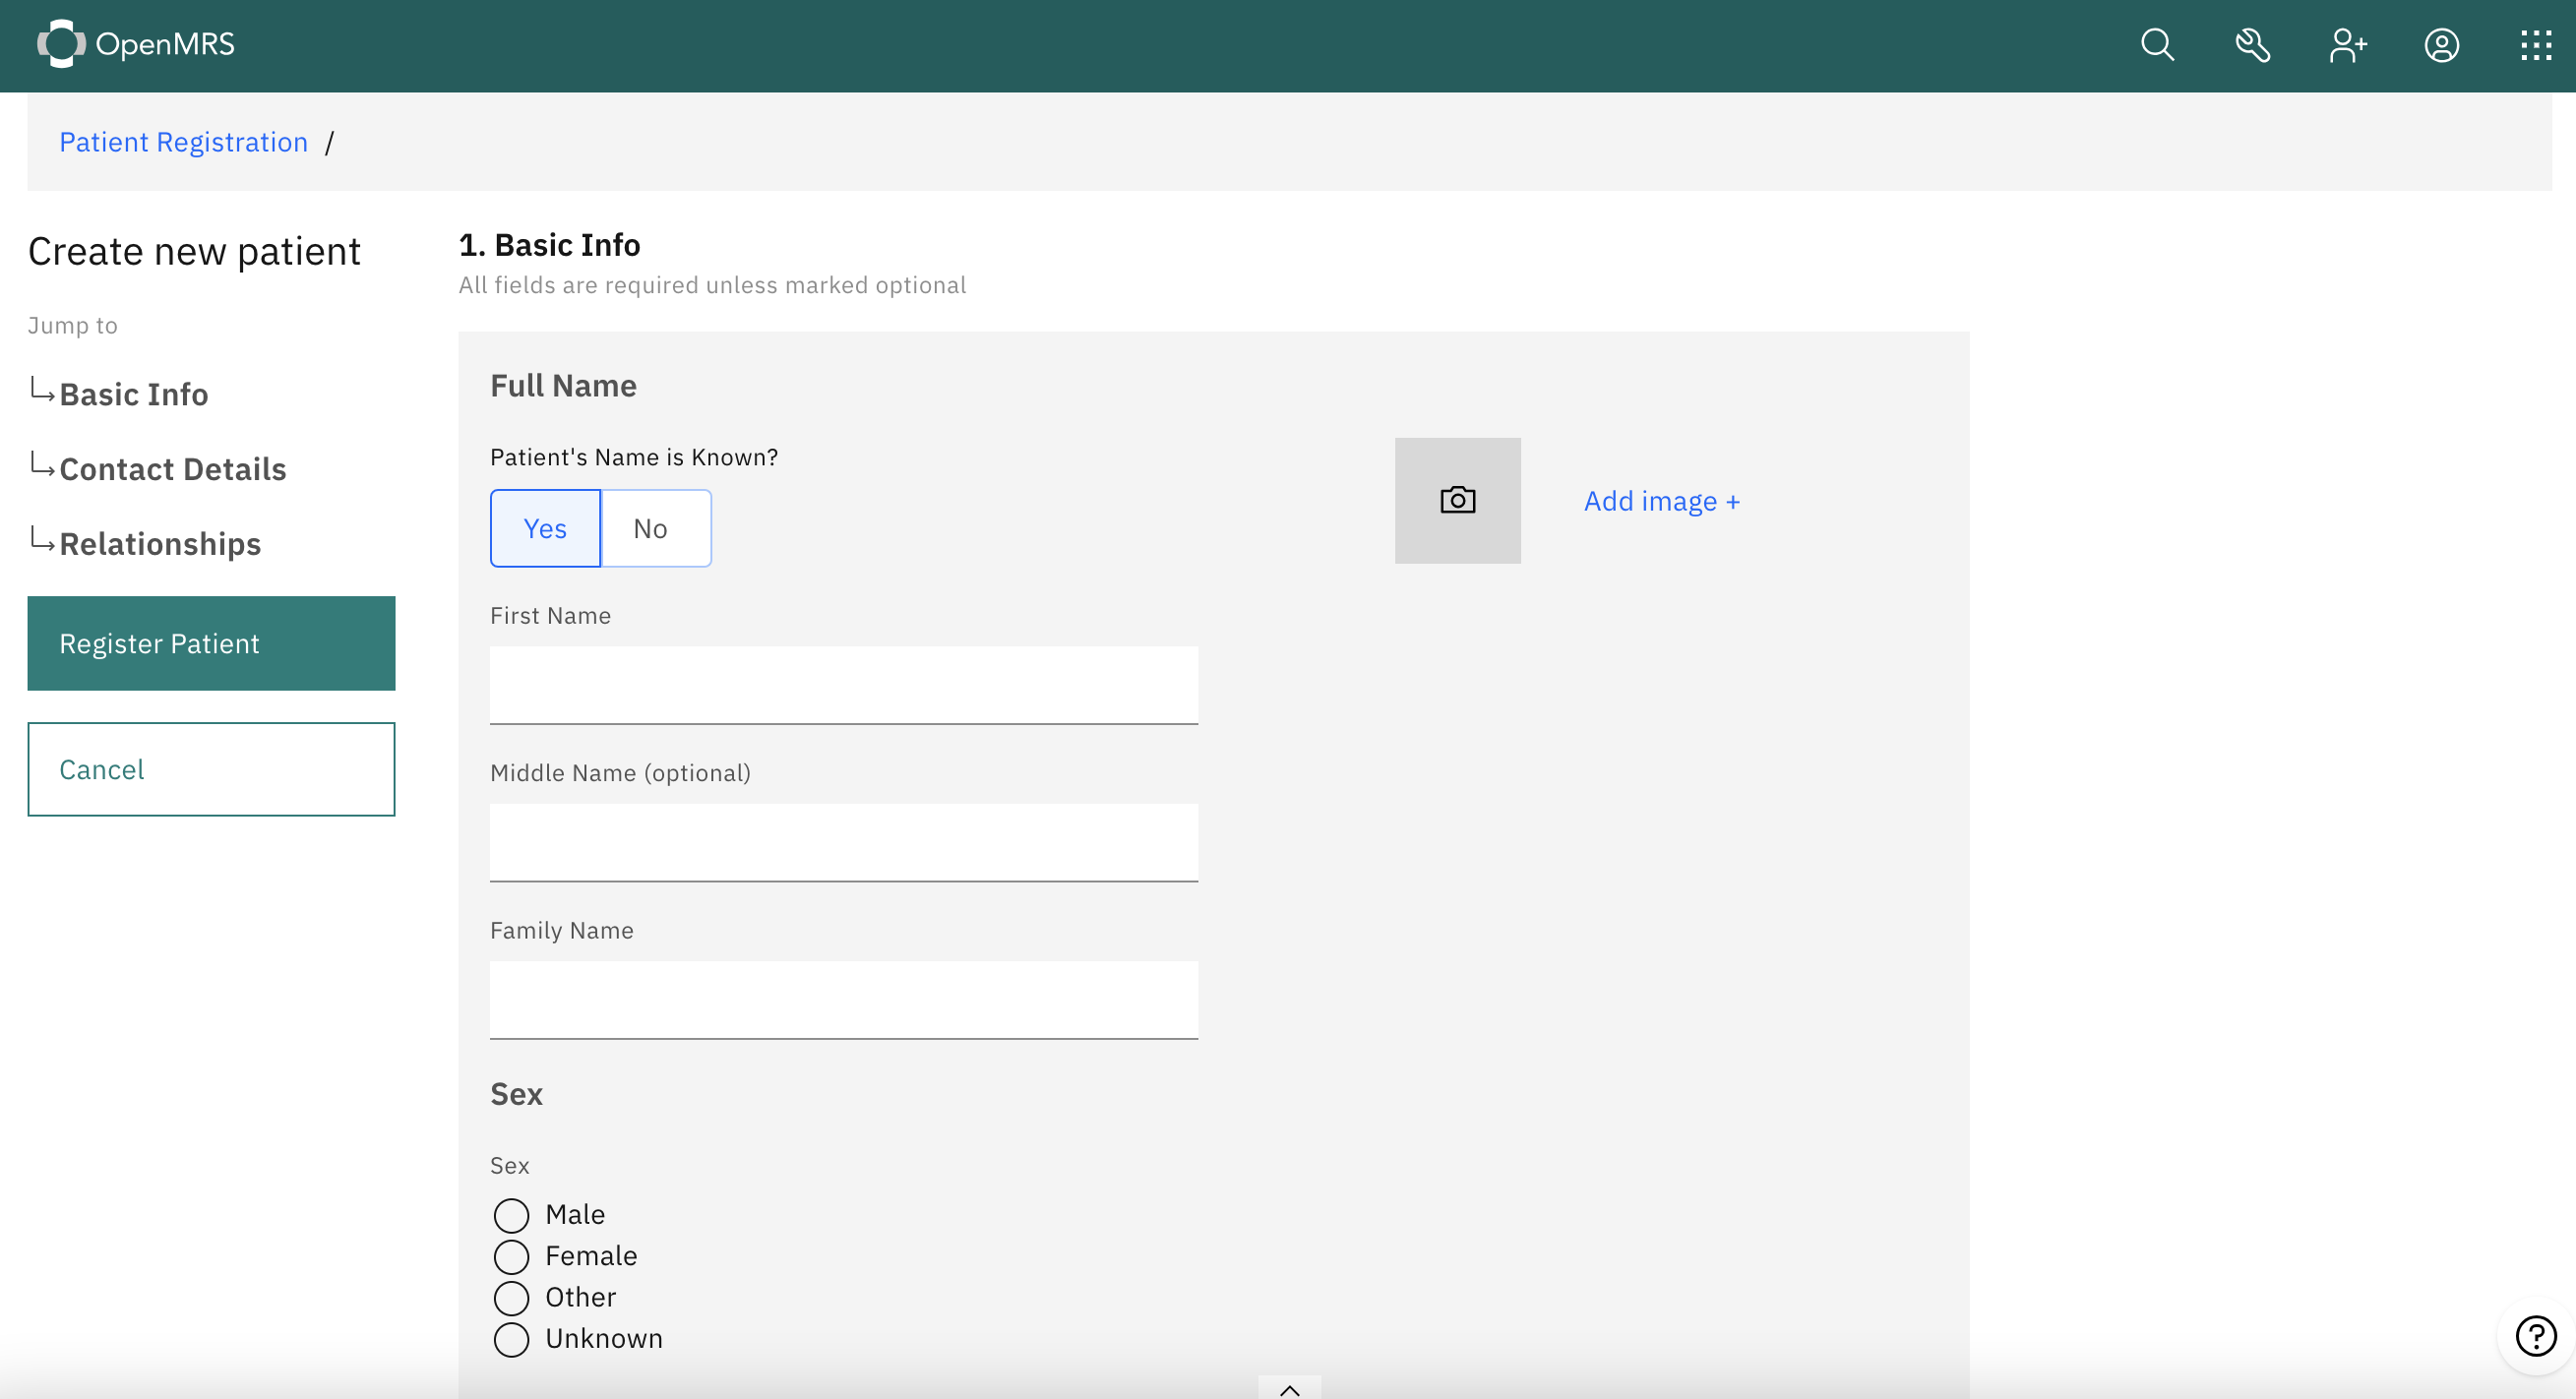 OpenMRS
Patient Registration /
Create new patient
Jump to
Basic Info
Contact Details
Relationships
Register Patient
Cancel
1. Basic Info
All fields are required unless marked optional
Full Name
Patient's Name is Known?
Yes No
Add image +
First Name
Middle Name (optional)
Family Name
Sex
Sex
Male
Female
Other
Unknown